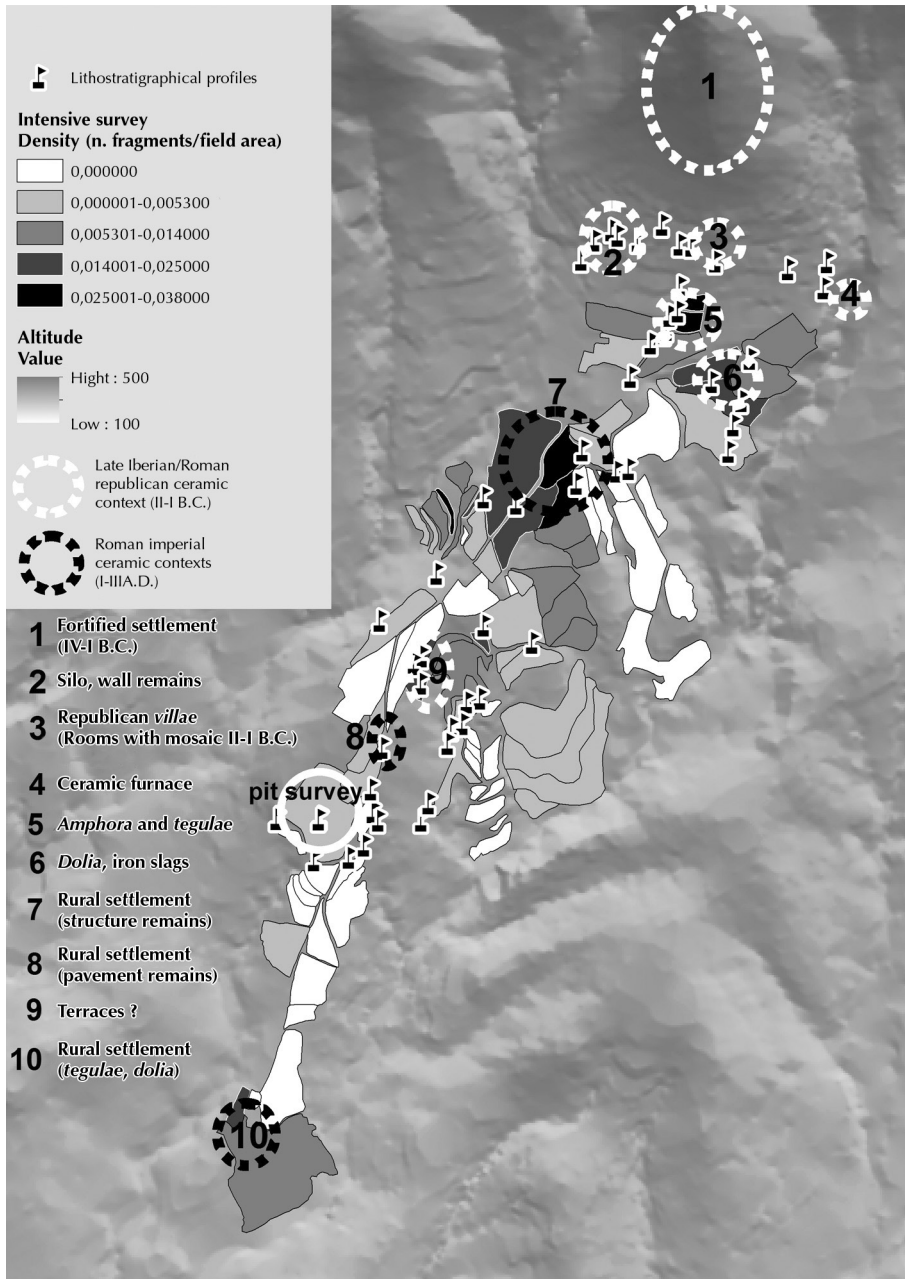 Lithostratigraphical profiles
Intensive survey
Density (n. fragments/field area)
0,000000
0,000001-0,005300
0,005301-0,014000
0,014001-0,025000
0,025001-0,038000
Altitude
Value
Hight : 500
Low : 100
Late Iberian/Roman
republican ceramic
context (II-I B.C.)
Roman imperial
ceramic contexts
(I-IIIA.D.)
1 Fortified settlement
(IV-I B.C.)
2 Silo, wall remains
3 Republican villae
(Rooms with mosaic II-I B.C.)
4 Ceramic furnace
5 Amphora and tegulae
6 Dolia, iron slags
7 Rural settlement
(structure remains)
8 Rural settlement
(pavement remains)
9 Terraces ?
10 Rural settlement
(tegulae, dolia)
1
2
3
4
5
6
7
8
9
pit survey
10